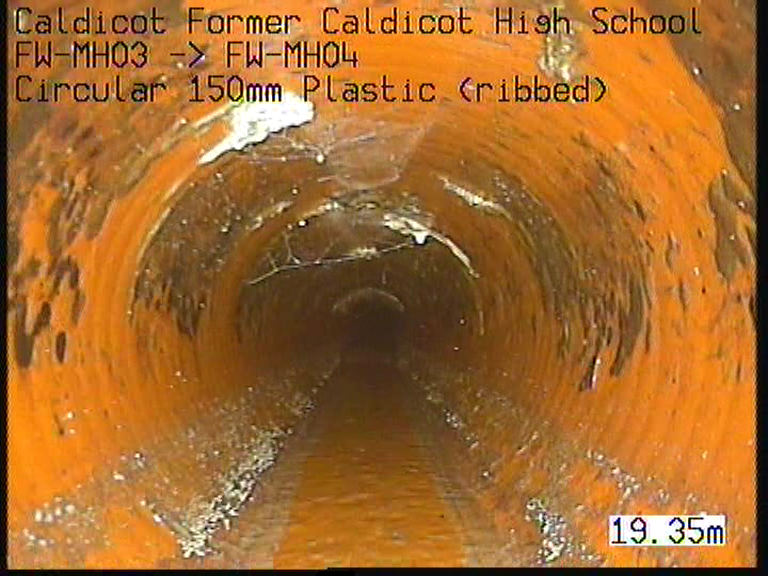 Caldicot Former Caldicot High School
FW-MH03 -> FW-MH04
Circular 150mm Plastic (ribbed)
19.35m